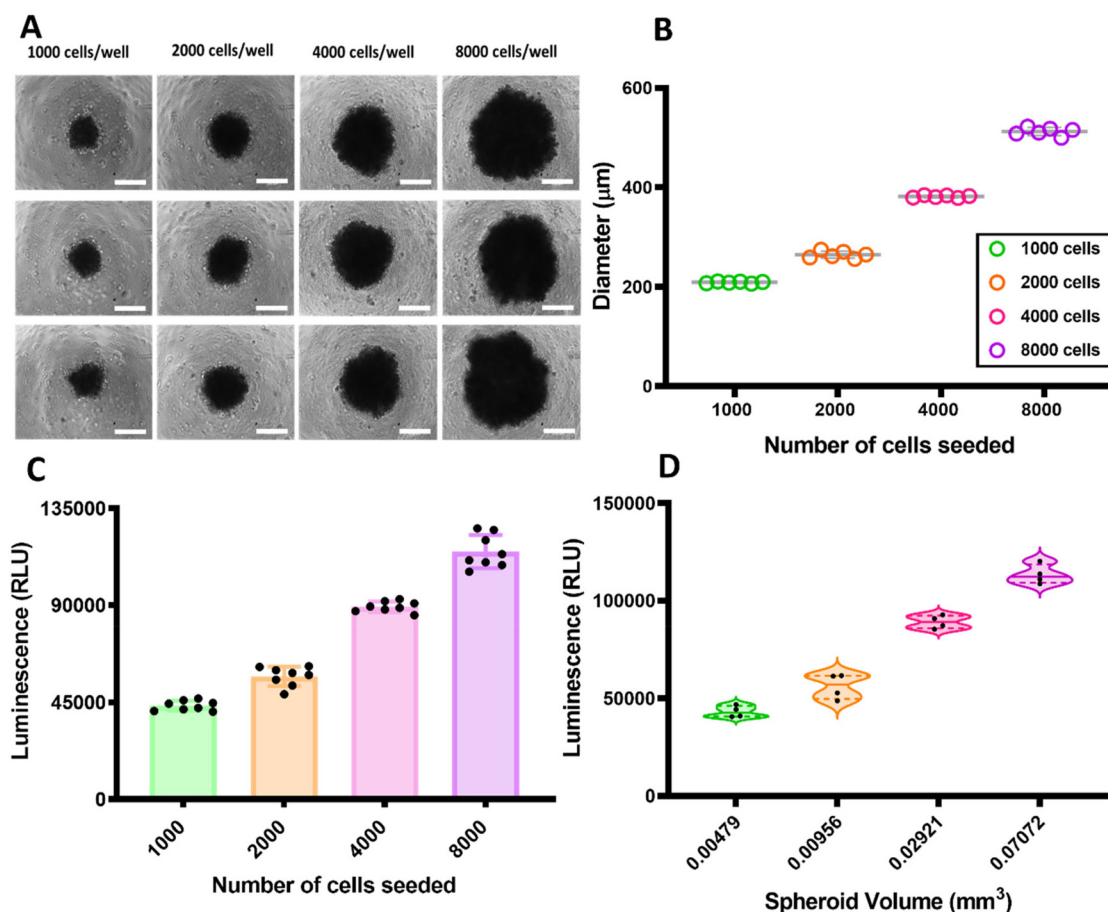 A
1000 cells/well 2000 cells/well 4000 cells/well 8000 cells/well
B
600
400
200
0
Diameter (μm)
1000 cells
2000 cells
4000 cells
8000 cells
1000 2000 4000 8000
Number of cells seeded
C
135000
90000
45000
0
Luminescence (RLU)
1000 2000 4000 8000
Number of cells seeded
D
150000
100000
50000
0
Luminescence (RLU)
0.00479 0.00956 0.02921 0.07072
Spheroid Volume (mm³)